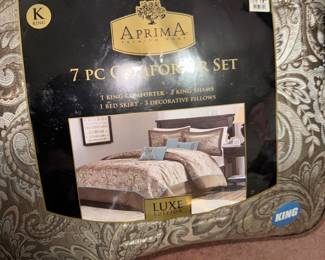 K
KING
APRIMA
7 PC COMFORTER SET
1 KING COMFORTER - 2 KING SHAMS
1 BED SKIRT - 3 DECORATIVE PILLOWS
LUXE
EDITION
KING